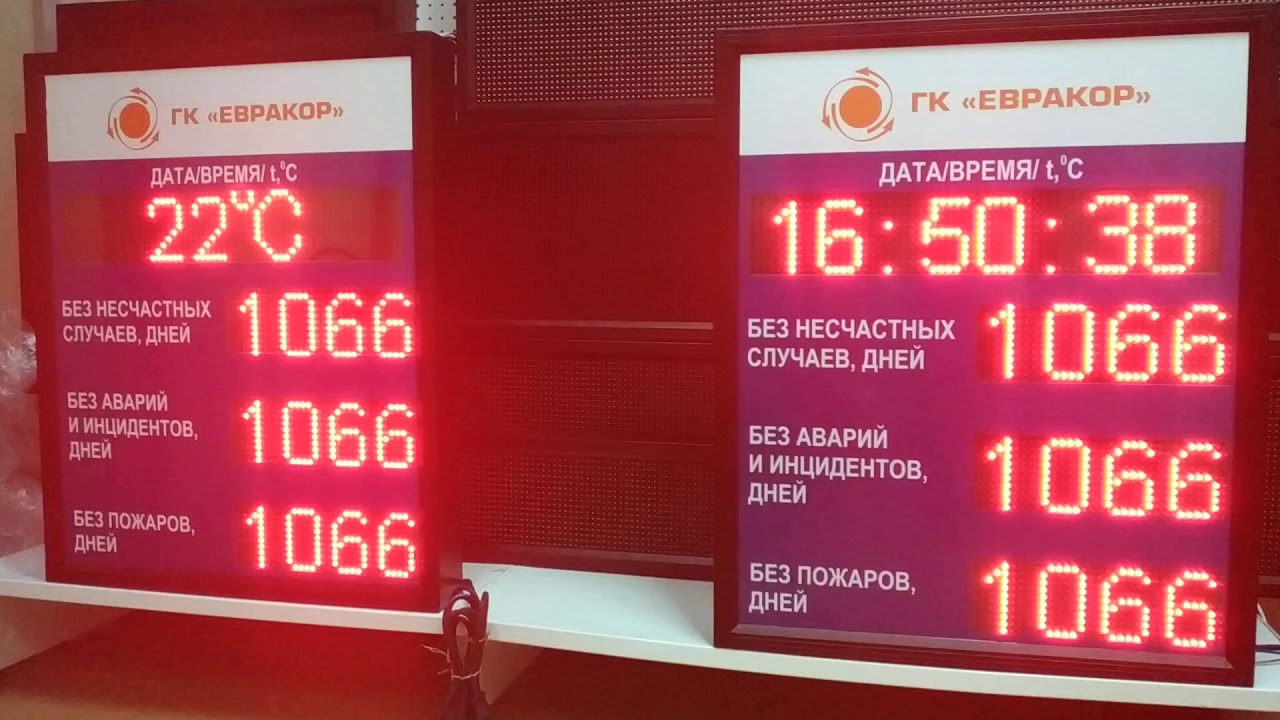 ГК «ЕВРАКОР»
ДАТА/ВРЕМЯ/ t,⁰C
22°C
БЕЗ НЕСЧАСТНЫХ
СЛУЧАЕВ, ДНЕЙ
1066
БЕЗ АВАРИЙ
И ИНЦИДЕНТОВ,
ДНЕЙ
1066
БЕЗ ПОЖАРОВ,
ДНЕЙ
1066
ГК «ЕВРАКОР»
ДАТА/ВРЕМЯ/ t,⁰C
16:50:38
БЕЗ НЕСЧАСТНЫХ
СЛУЧАЕВ, ДНЕЙ
1066
БЕЗ АВАРИЙ
И ИНЦИДЕНТОВ,
ДНЕЙ
1066
БЕЗ ПОЖАРОВ,
ДНЕЙ
1066